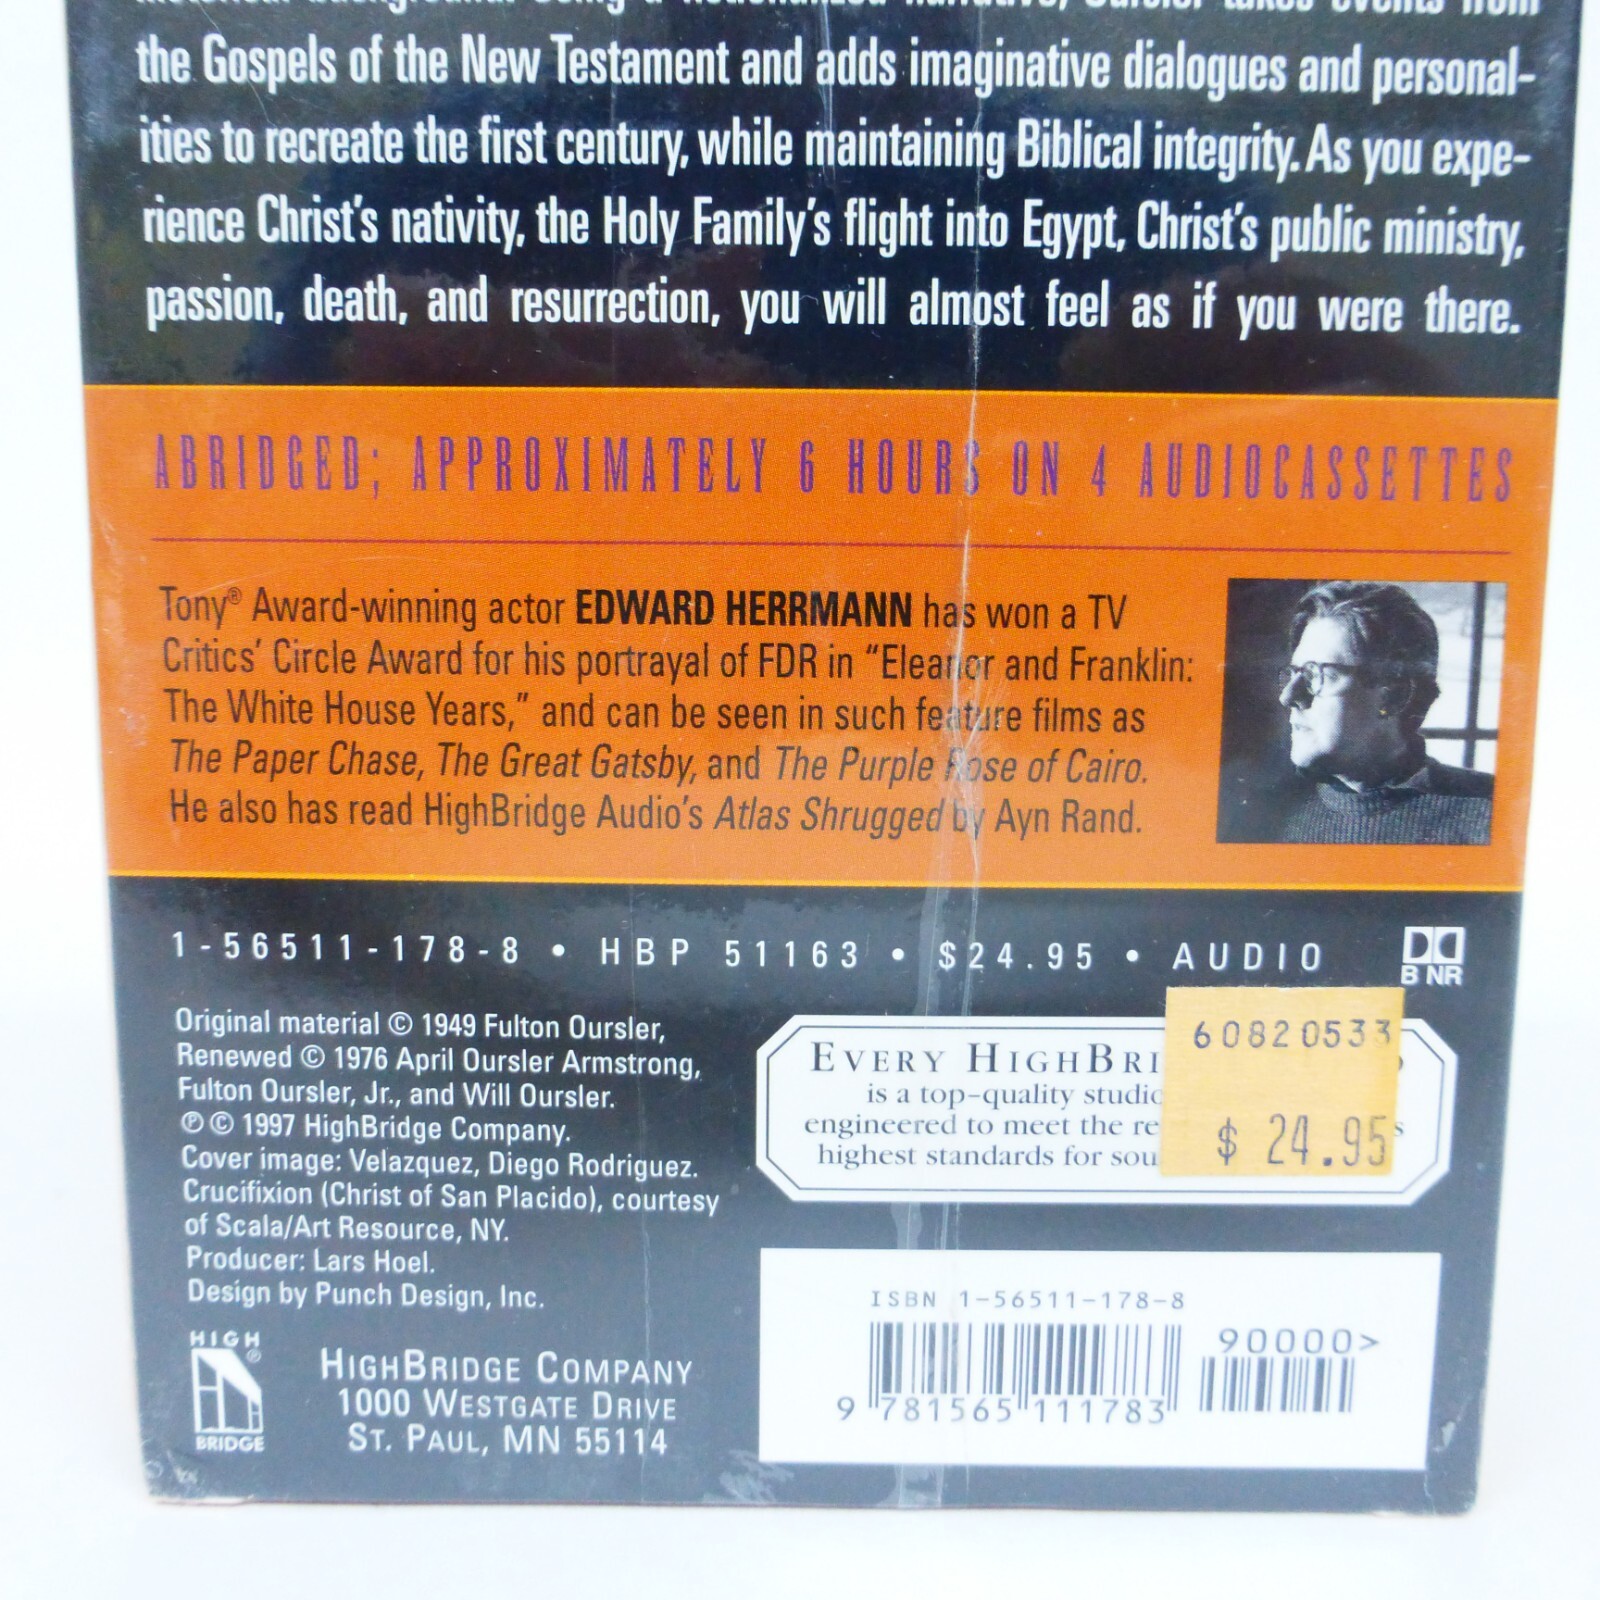 the Gospels of the New Testament and adds imaginative dialogues and personal-
ities to recreate the first century, while maintaining Biblical integrity. As you expe-
rience Christ's nativity, the Holy Family's flight into Egypt, Christ's public ministry,
passion, death, and resurrection, you will almost feel as if you were there.
ABRIDGED; APPROXIMATELY 6 HOURS ON 4 AUDIOCASSETTES
Tony® Award-winning actor EDWARD HERRMANN has won a TV
Critics' Circle Award for his portrayal of FDR in "Eleanor and Franklin:
The White House Years," and can be seen in such feature films as
The Paper Chase, The Great Gatsby, and The Purple Rose of Cairo.
He also has read HighBridge Audio's Atlas Shrugged by Ayn Rand.
1-56511-178-8 • HBP 51163 • $24.95 • AUDIO
B NR
Original material © 1949 Fulton Oursler,
Renewed © 1976 April Oursler Armstrong,
Fulton Oursler, Jr., and Will Oursler.
℗ © 1997 HighBridge Company.
Cover image: Velazquez, Diego Rodriguez.
Crucifixion (Christ of San Placido), courtesy
of Scala/Art Resource, NY.
Producer: Lars Hoel.
Design by Punch Design, Inc.
HIGH
®
BRIDGE
HIGHBRIDGE COMPANY
1000 WESTGATE DRIVE
ST. PAUL, MN 55114
60820533
$ 24.95
EVERY HIGHBRI
is a top-quality studio
engineered to meet the re
highest standards for sou
ISBN 1-56511-178-8
90000>
9 781565 111783